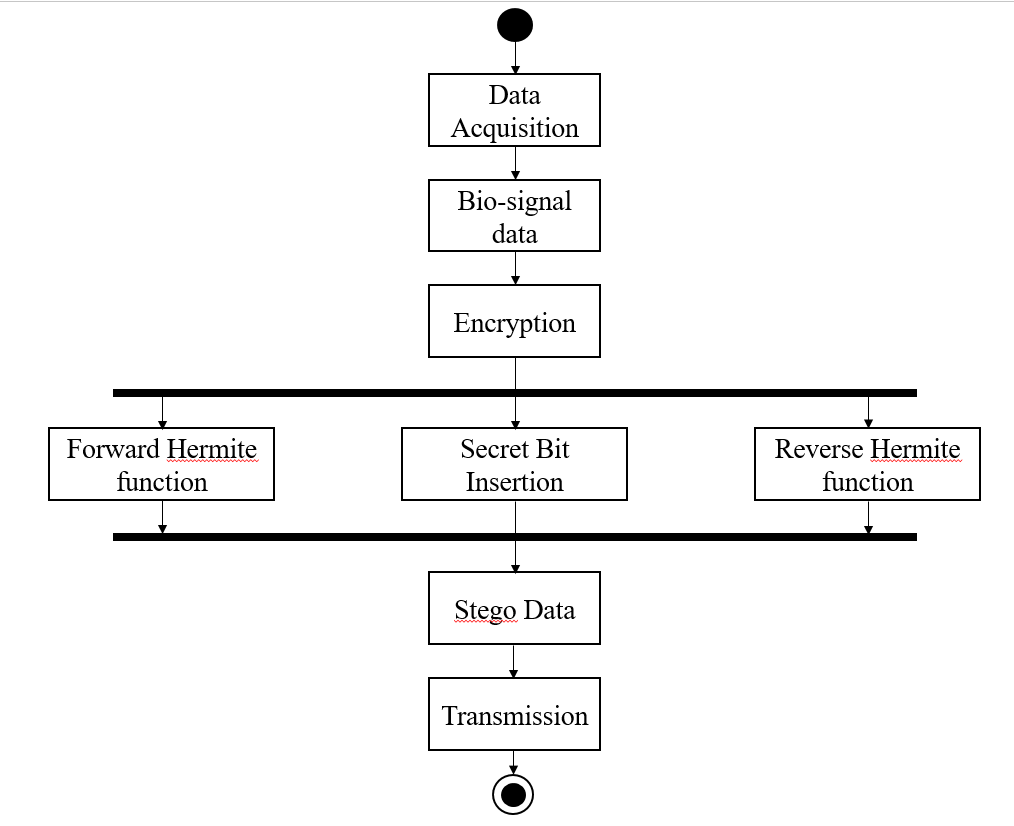 Data
Acquisition
Bio-signal
data
Encryption
Forward Hermite
function
Secret Bit
Insertion
Reverse Hermite
function
Stego Data
Transmission